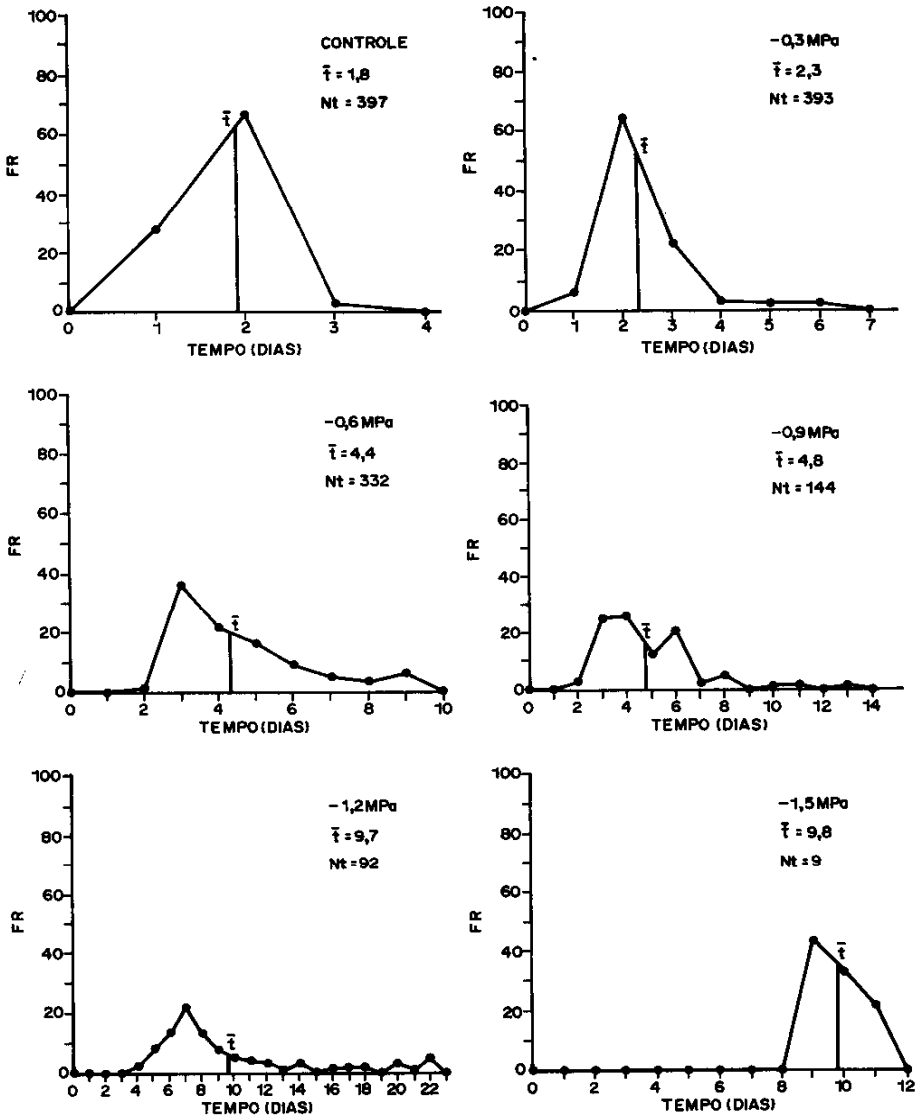 CONTROLE
t̄ = 1,8
Nt = 397
FR
100
80
60
40
20
0
t̄
0 1 2 3 4
TEMPO (DIAS)
-0,3 MPa
t̄ = 2,3
Nt = 393
FR
100
80
60
40
20
0
t̄
0 1 2 3 4 5 6 7
TEMPO (DIAS)
-0,6 MPa
t̄ = 4,4
Nt = 332
FR
100
80
60
40
20
0
t̄
0 2 4 6 8 10
TEMPO (DIAS)
-0,9 MPa
t̄ = 4,8
Nt = 144
FR
100
80
60
40
20
0
t̄
0 2 4 6 8 10 12 14
TEMPO (DIAS)
-1,2 MPa
t̄ = 9,7
Nt = 92
FR
100
80
60
40
20
0
t̄
0 2 4 6 8 10 12 14 16 18 20 22
TEMPO (DIAS)
-1,5 MPa
t̄ = 9,8
Nt = 9
FR
100
80
60
40
20
0
t̄
0 2 4 6 8 10 12
TEMPO (DIAS)